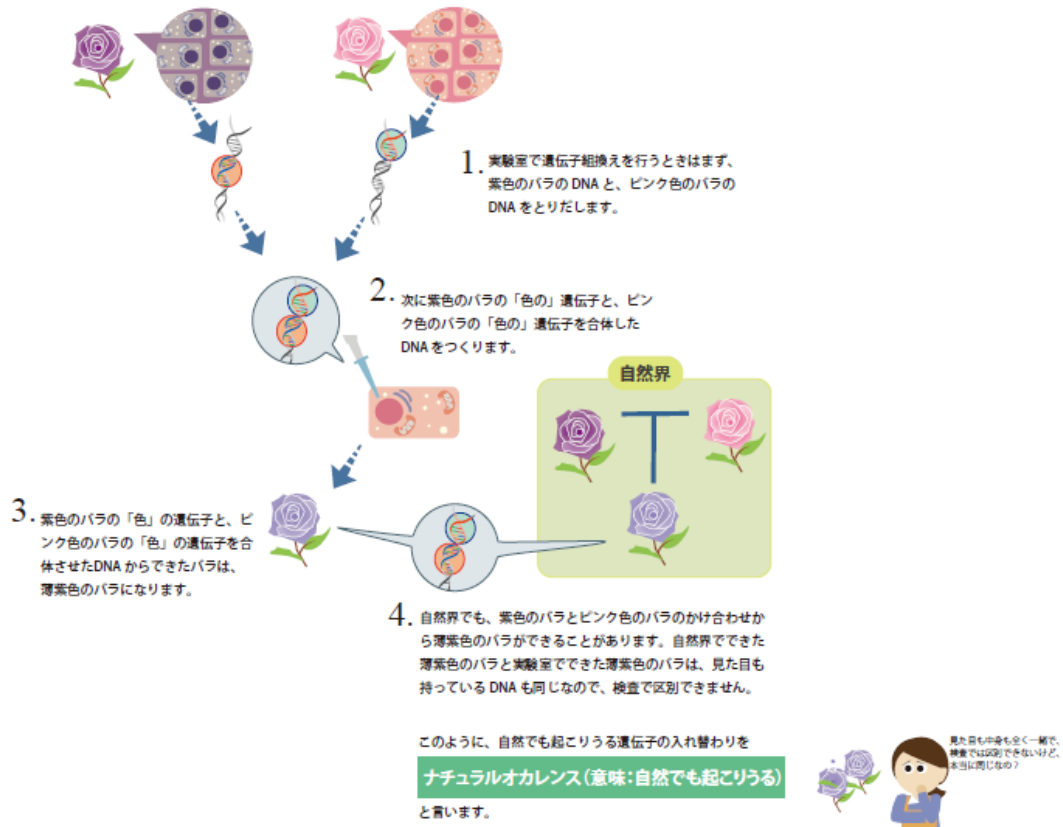 1. 実験室で遺伝子組換えを行うときはまず、
紫色のバラの DNA と、ピンク色のバラの
DNA をとりだします。
2. 次に紫色のバラの「色の」遺伝子と、ピン
ク色のバラの「色の」遺伝子を合体した
DNA をつくります。
自然界
3. 紫色のバラの「色」の遺伝子と、ピ
ンク色のバラの「色」の遺伝子を合
体させたDNA からできたバラは、
薄紫色のバラになります。
4. 自然界でも、紫色のバラとピンク色のバラのかけ合わせか
ら薄紫色のバラができることがあります。自然界でできた
薄紫色のバラと実験室でできた薄紫色のバラは、見た目も
持っている DNA も同じなので、検査で区別できません。
このように、自然でも起こりうる遺伝子の入れ替わりを
ナチュラルオカレンス(意味:自然でも起こりうる)
と言います。
見た目も中身も全く一緒で、
検査では区別できないけど、
本当に同じなの?